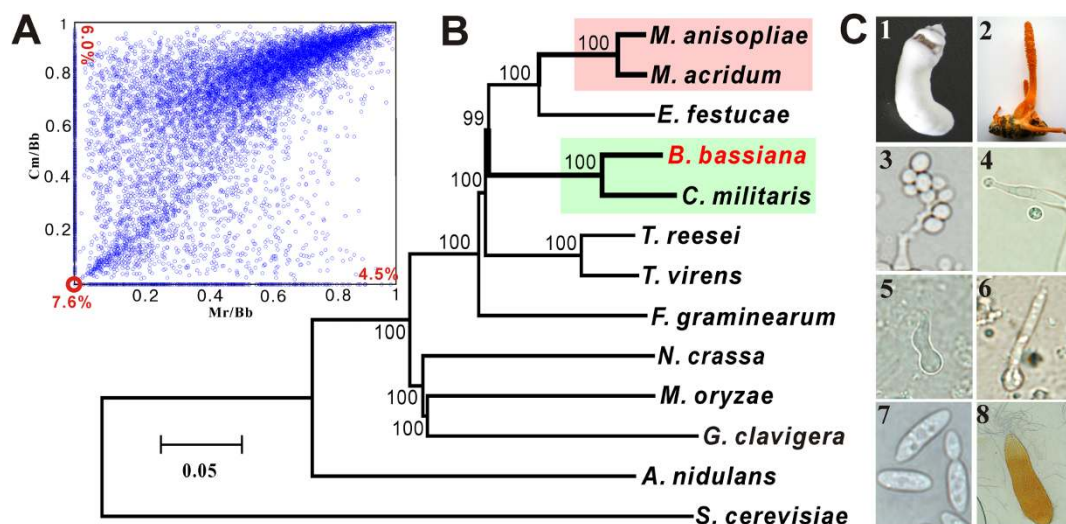 A
1
0.8
0.6
0.4
0.2
Cm/Bb
6.0%
7.6%
4.5%
0.2
0.4
0.6
0.8
1
Mr/Bb
B
M. anisopliae
M. acridum
E. festucae
B. bassiana
C. militaris
T. reesei
T. virens
F. graminearum
N. crassa
M. oryzae
G. clavigera
A. nidulans
S. cerevisiae
100
100
99
100
100
100
100
100
100
100
0.05
C
1
2
3
4
5
6
7
8